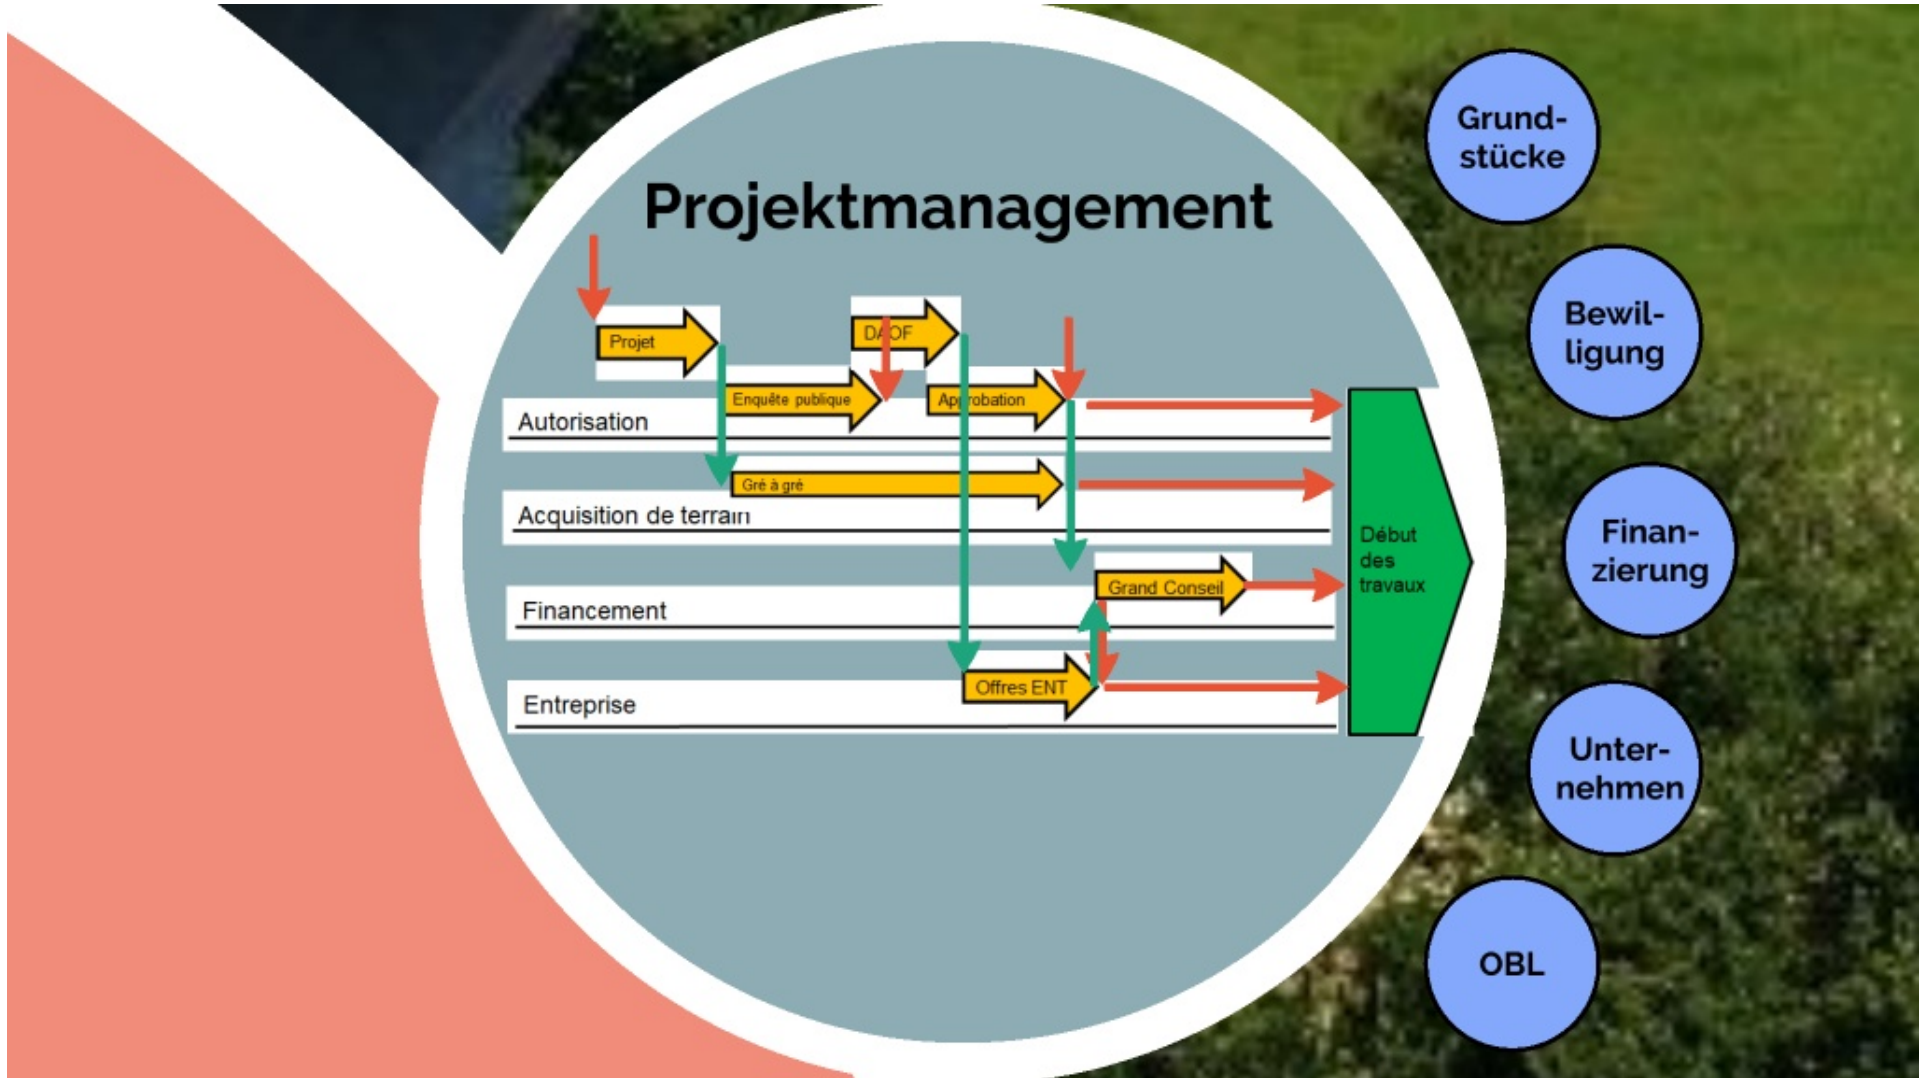 Projektmanagement
Projet
DAOF
Enquête publique
Approbation
Autorisation
Gré à gré
Acquisition de terrain
Grand Conseil
Financement
Offres ENT
Entreprise
Début
des
travaux
Grund-
stücke
Bewil-
ligung
Finan-
zierung
Unter-
nehmen
OBL